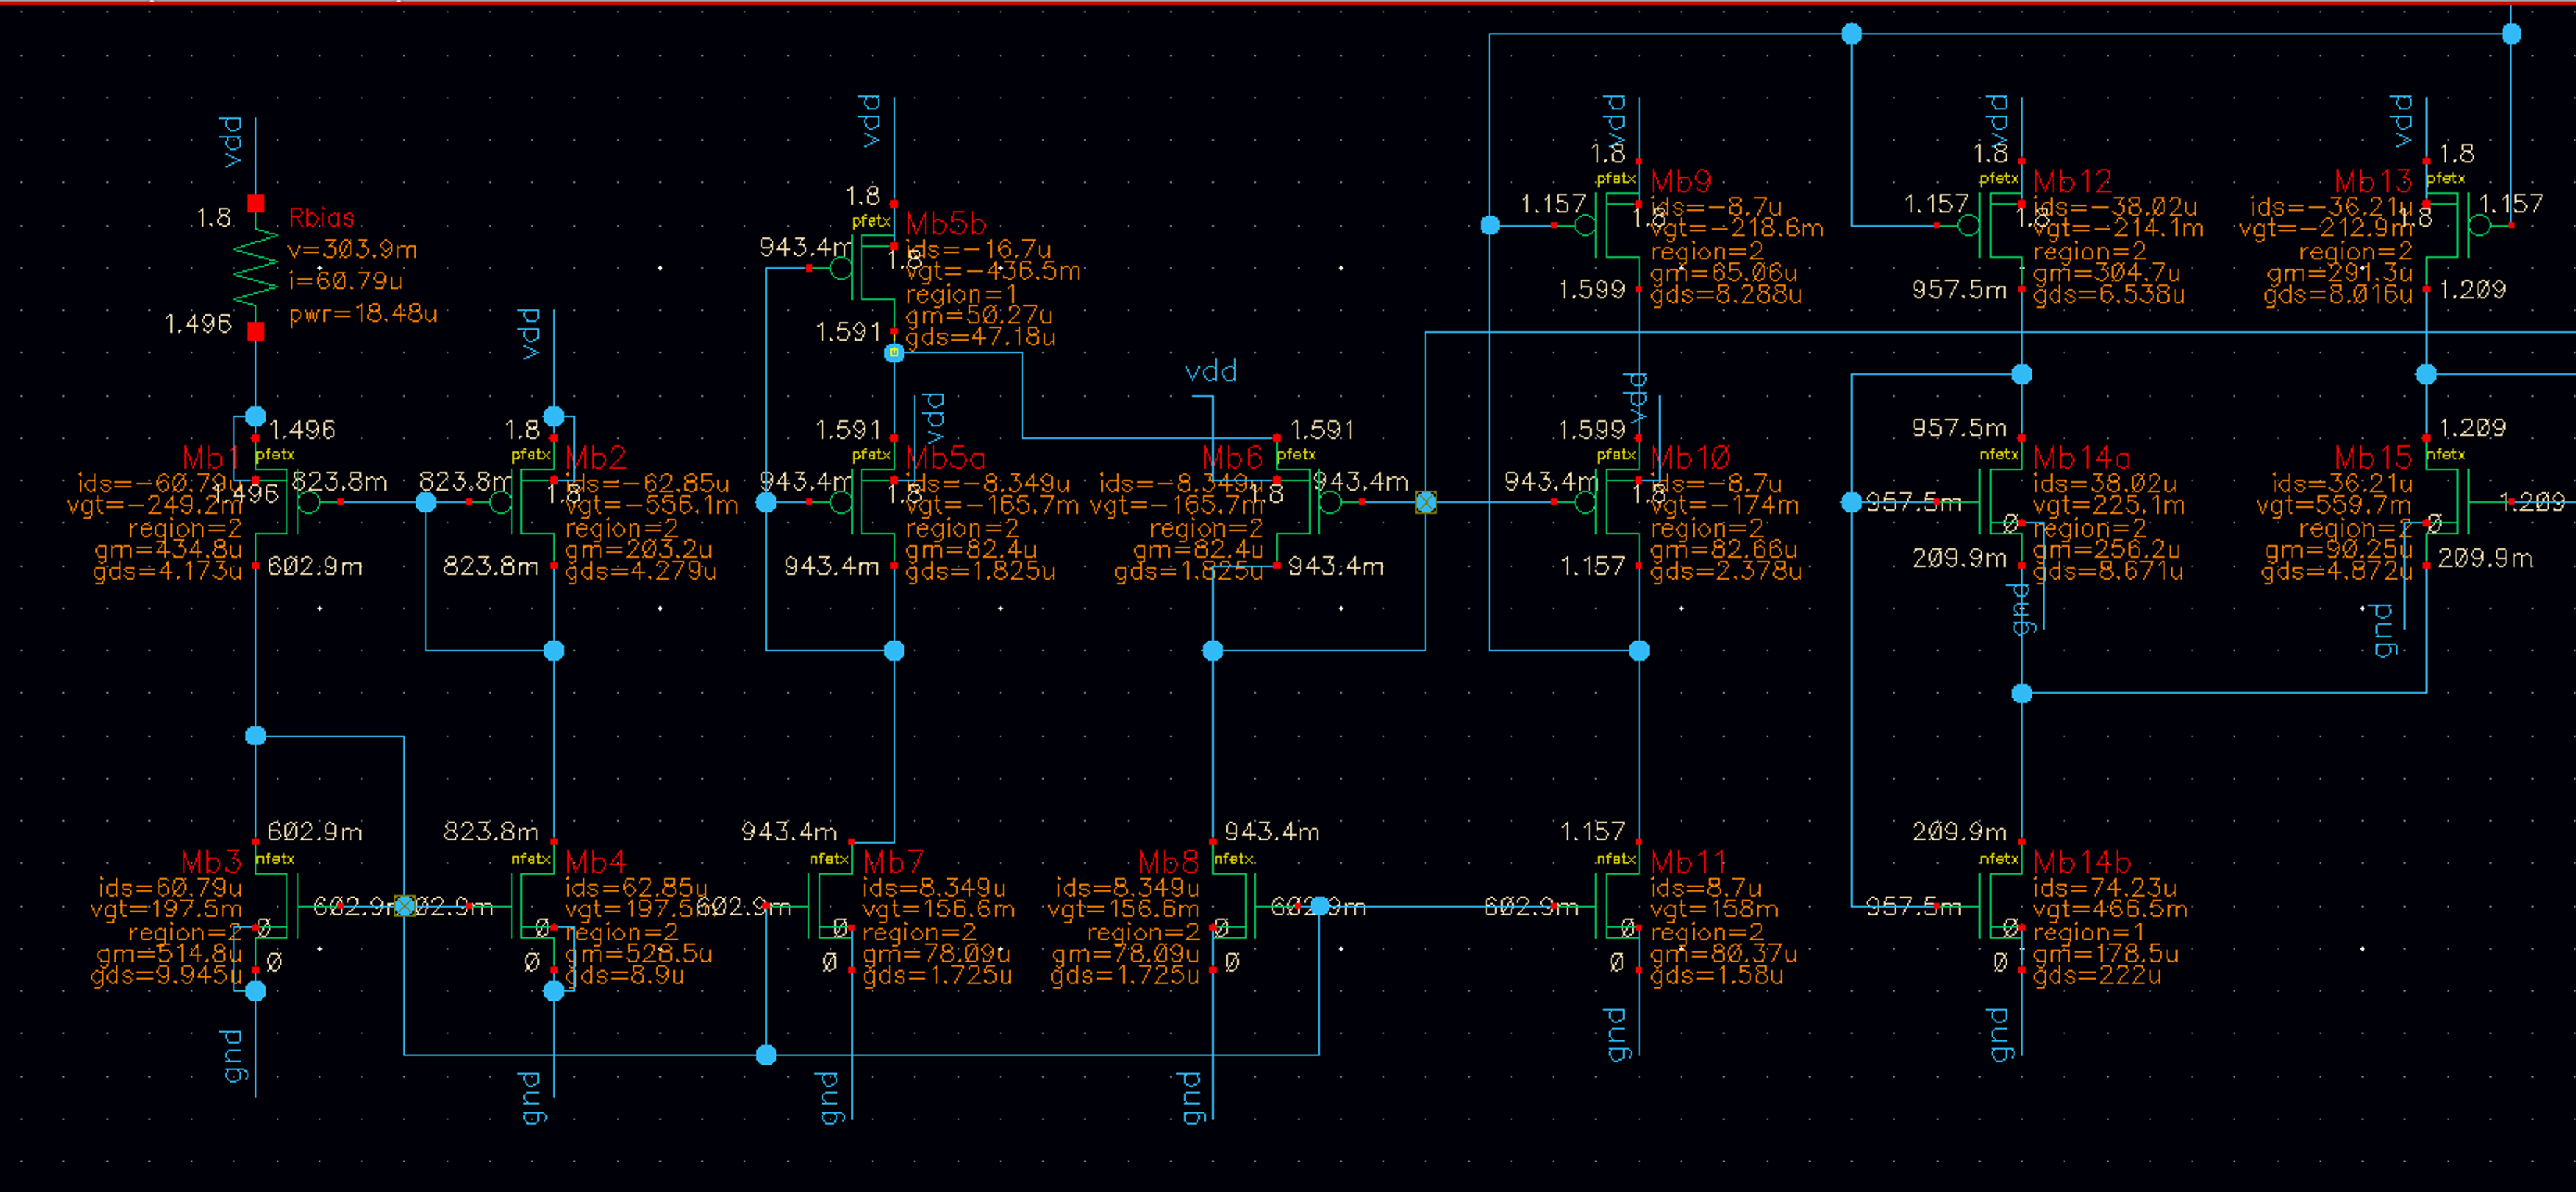 vdd
1.8
Rbias
v=303.9m
i=60.79u
pwr=18.48u
1.496
1.496
pfetx
Mb1
ids=-60.79u
1.496
vgt=-249.2m
region=2
gm=434.8u
gds=4.173u
823.8m
602.9m
vdd
1.8
pfetx
Mb2
823.8m
1.8
ids=-62.85u
vgt=-556.1m
region=2
gm=203.2u
gds=4.279u
823.8m
vdd
1.8
pfetx
Mb5b
943.4m
1.8
ids=-16.7u
vgt=-436.5m
region=1
gm=50.27u
gds=47.18u
1.591
vdd
1.591
pfetx
Mb5a
943.4m
1.8
ids=-8.349u
vgt=-165.7m
region=2
gm=82.4u
gds=1.825u
943.4m
vdd
1.591
Mb6
pfetx
ids=-8.349u
1.8
vgt=-165.7m
region=2
gm=82.4u
gds=1.825u
943.4m
943.4m
vdd
1.8
pfetx
Mb9
1.157
1.8
ids=-8.7u
vgt=-218.6m
region=2
gm=65.06u
gds=8.288u
1.599
vdd
1.599
pfetx
Mb10
943.4m
1.8
ids=-8.7u
vgt=-174m
region=2
gm=82.66u
gds=2.378u
1.157
vdd
1.8
pfetx
Mb12
1.157
1.8
ids=-38.02u
vgt=-214.1m
region=2
gm=304.7u
gds=6.538u
957.5m
vdd
1.8
Mb13
pfetx
ids=-36.21u
1.8
1.157
vgt=-212.9m
region=2
gm=291.3u
gds=8.016u
1.209
957.5m
nfetx
Mb14a
957.5m
0
ids=38.02u
vgt=225.1m
region=2
gm=256.2u
gds=8.671u
209.9m
gnd
1.209
Mb15
nfetx
ids=36.21u
vgt=559.7m
region=2
0
gm=90.25u
gds=4.872u
1.209
209.9m
gnd
602.9m
Mb3
nfetx
ids=60.79u
vgt=197.5m
region=2
0
gm=514.8u
gds=9.945u
602.9m
0
gnd
823.8m
nfetx
Mb4
602.9m
0
ids=62.85u
vgt=197.5m
region=2
gm=528.5u
gds=8.9u
0
gnd
943.4m
nfetx
Mb7
602.9m
0
ids=8.349u
vgt=156.6m
region=2
gm=78.09u
gds=1.725u
0
gnd
943.4m
Mb8
nfetx
ids=8.349u
vgt=156.6m
region=2
0
gm=78.09u
gds=1.725u
602.9m
0
gnd
1.157
nfetx
Mb11
602.9m
0
ids=8.7u
vgt=158m
region=2
gm=80.37u
gds=1.58u
0
gnd
209.9m
nfetx
Mb14b
957.5m
0
ids=74.23u
vgt=466.5m
region=1
gm=178.5u
gds=222u
0
gnd